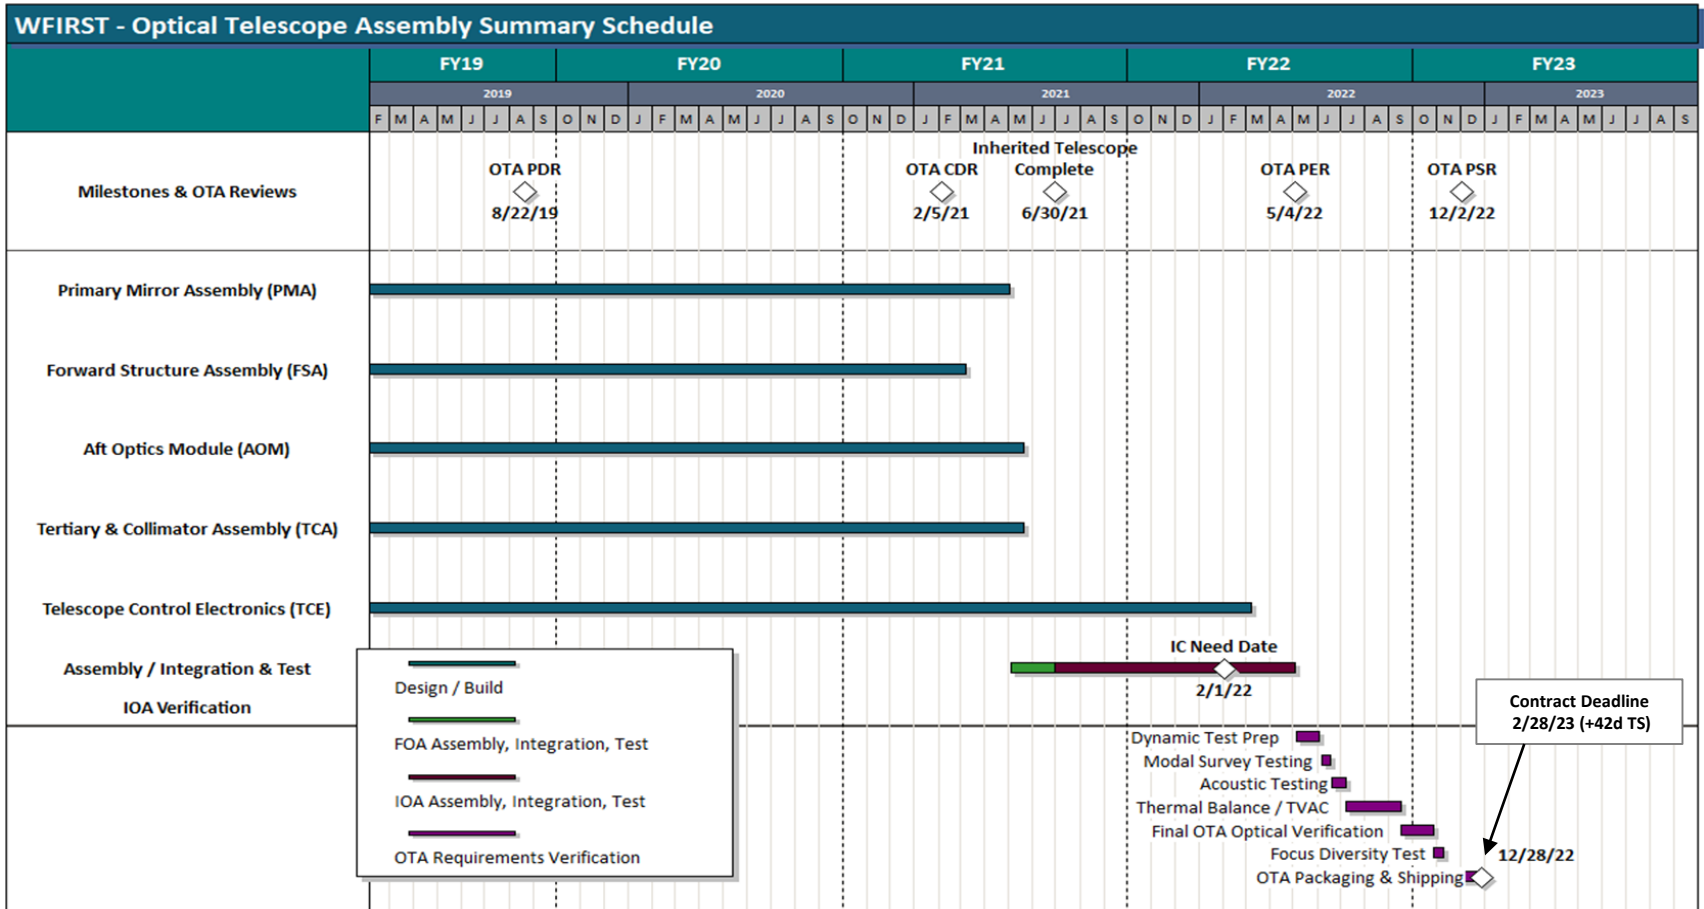 WFIRST - Optical Telescope Assembly Summary Schedule
FY19 FY20 FY21 FY22 FY23
2019 2020 2021 2022 2023
F M A M J J A S O N D J F M A M J J A S O N D J F M A M J J A S O N D J F M A M J J A S O N D J F M A M J J A S
Milestones & OTA Reviews
OTA PDR
8/22/19
OTA CDR
2/5/21
Inherited Telescope
Complete
6/30/21
OTA PER
5/4/22
OTA PSR
12/2/22
Primary Mirror Assembly (PMA)
Forward Structure Assembly (FSA)
Aft Optics Module (AOM)
Tertiary & Collimator Assembly (TCA)
Telescope Control Electronics (TCE)
Assembly / Integration & Test
IOA Verification
IC Need Date
2/1/22
Design / Build
FOA Assembly, Integration, Test
IOA Assembly, Integration, Test
OTA Requirements Verification
Contract Deadline
2/28/23 (+42d TS)
Dynamic Test Prep
Modal Survey Testing
Acoustic Testing
Thermal Balance / TVAC
Final OTA Optical Verification
Focus Diversity Test
12/28/22
OTA Packaging & Shipping